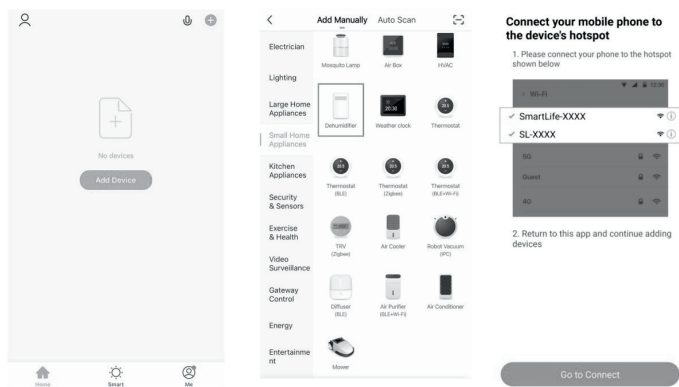 No devices
Add Device
Home
Smart
Me
Add Manually
Auto Scan
Electrician
Lighting
Large Home
Appliances
Small Home
Appliances
Kitchen
Appliances
Security
& Sensors
Exercise
& Health
Video
Surveillance
Gateway
Control
Energy
Entertainme
nt
Mosquito Lamp
Air Box
HVAC
Dehumidifier
20:38
Weather clock
Thermostat
Thermostat
(BLE)
Thermostat
(Zigbee)
Thermostat
(BLE+Wi-Fi)
TRV
(Zigbee)
Air Cooler
Robot Vacuum
(IPC)
Diffuser
(BLE)
Air Purifier
(BLE+Wi-Fi)
Air Conditioner
Mower
Connect your mobile phone to
the device's hotspot
1. Please connect your phone to the hotspot
shown below
12:30
Wi-Fi
SmartLife-XXXX
SL-XXXX
5G
Guest
4G
2. Return to this app and continue adding
devices
Go to Connect